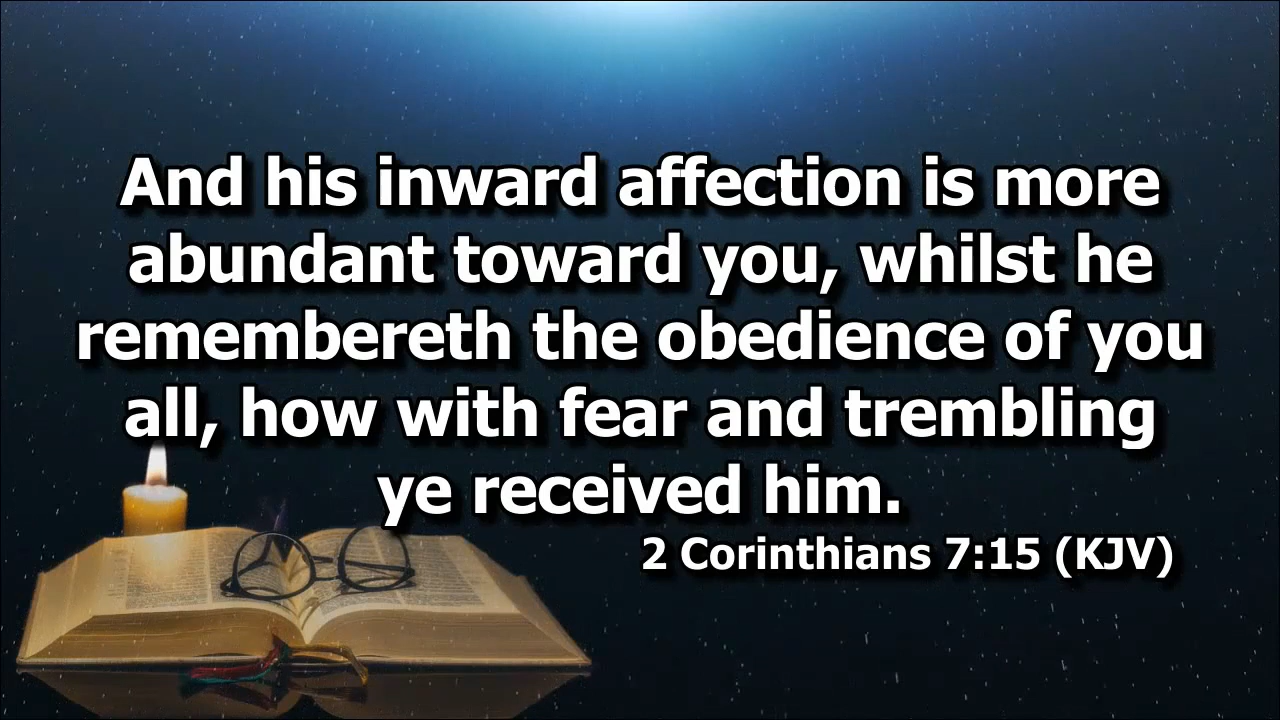 And his inward affection is more
abundant toward you, whilst he
remembereth the obedience of you
all, how with fear and trembling
ye received him.
2 Corinthians 7:15 (KJV)